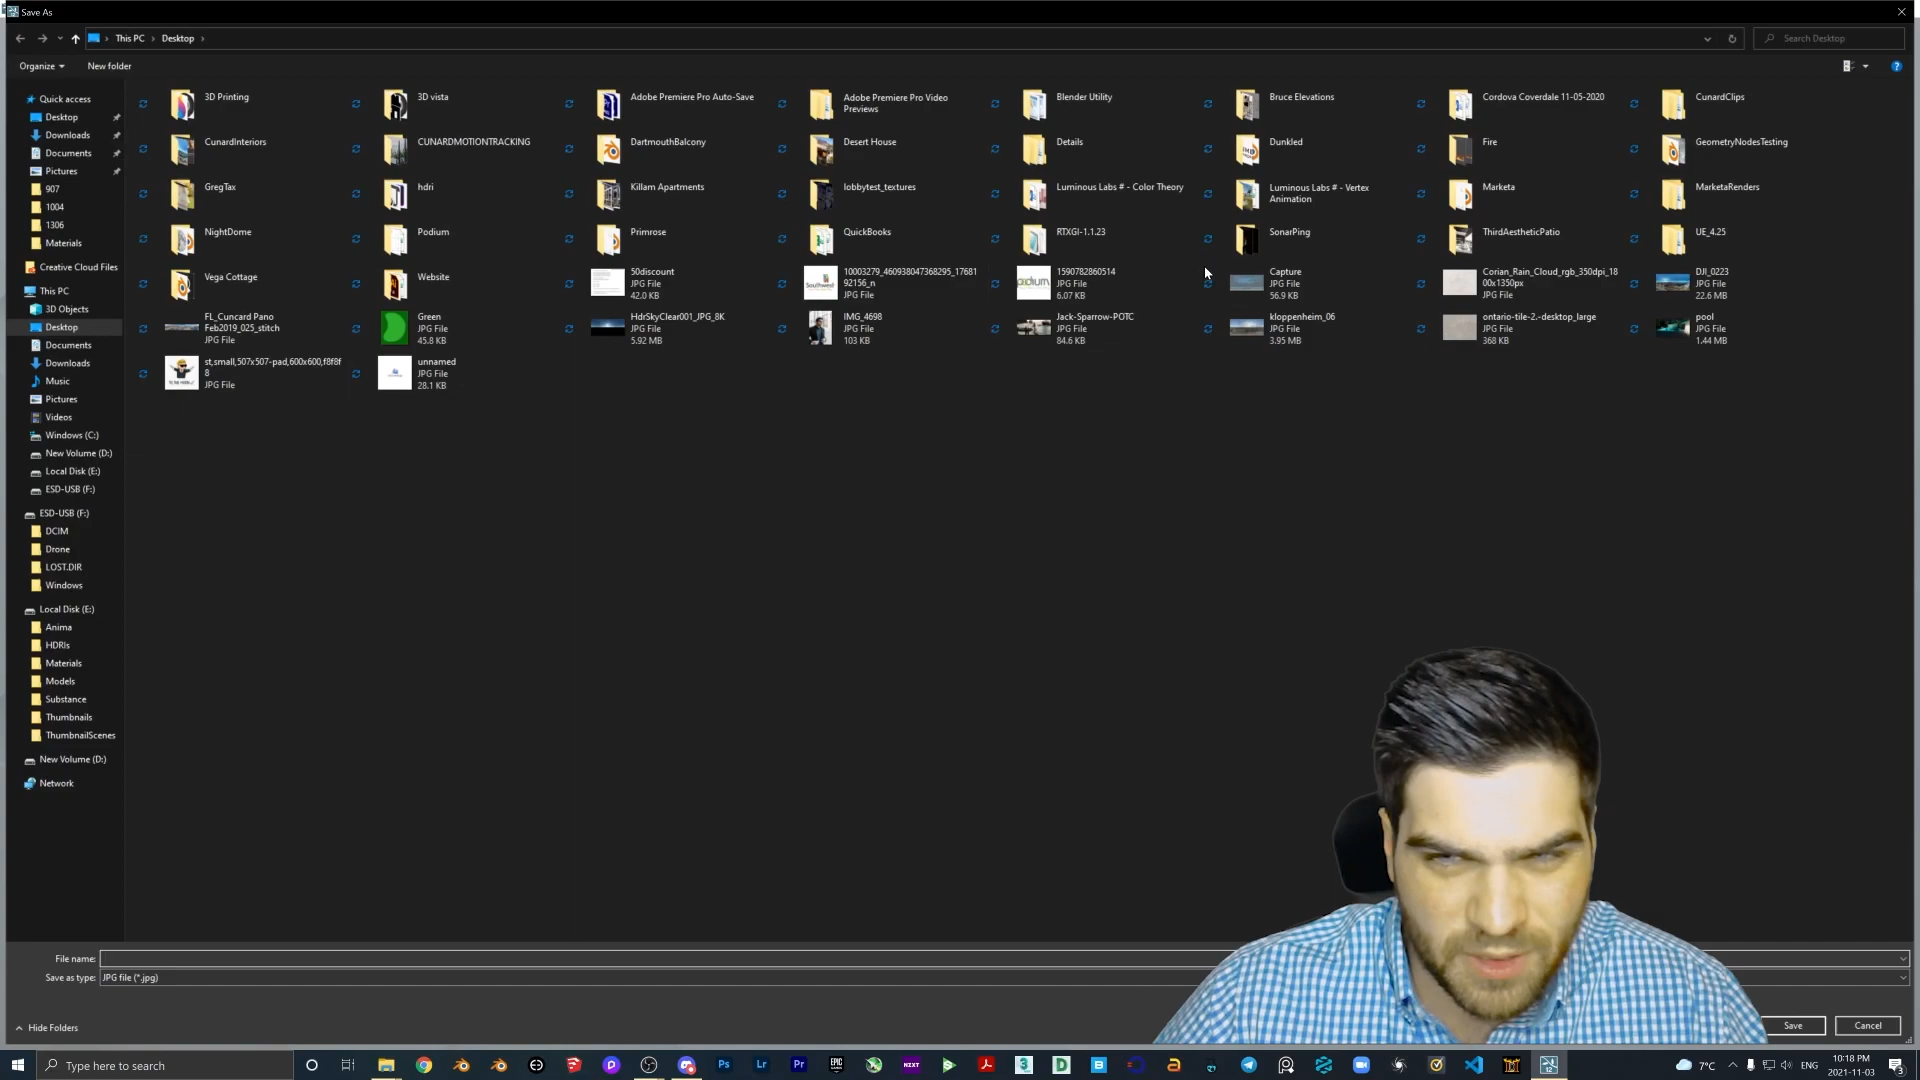 Save As
This PC > Desktop >
Search Desktop
Organize
New folder
Quick access
Desktop
Downloads
Documents
Pictures
907
1004
1306
Materials
Creative Cloud Files
This PC
3D Objects
Desktop
Documents
Downloads
Music
Pictures
Videos
Windows (C:)
New Volume (D:)
Local Disk (E:)
ESD-USB (F:)
ESD-USB (F:)
DCIM
Drone
LOST.DIR
Windows
Local Disk (E:)
Anima
HDRIs
Materials
Models
Substance
Thumbnails
ThumbnailScenes
New Volume (D:)
Network
3D Printing
3D vista
Adobe Premiere Pro Auto-Save
Adobe Premiere Pro Video
Previews
Blender Utility
Bruce Elevations
Cordova Coverdale 11-05-2020
CunardClips
CunardInteriors
CUNARDMOTIONTRACKING
DartmouthBalcony
Desert House
Details
Dunkled
Fire
GeometryNodesTesting
GregTax
hdri
Killam Apartments
lobbytest_textures
Luminous Labs # - Color Theory
Luminous Labs # - Vertex
Animation
Marketa
MarketaRenders
NightDome
Podium
Primrose
QuickBooks
RTXGI-1.1.23
SonarPing
ThirdAestheticPatio
UE_4.25
Vega Cottage
Website
50discount
JPG File
42.0 KB
10003279_460938047368295_17681
92156_n
JPG File
1590782860514
JPG File
6.07 KB
Capture
JPG File
56.9 KB
Corian_Rain_Cloud_rgb_350dpi_18
00x1350px
JPG File
DJI_0223
JPG File
22.6 MB
FL_Cuncard Pano
Feb2019_025_stitch
JPG File
Green
JPG File
45.8 KB
HdrSkyClear001_JPG_8K
JPG File
5.92 MB
IMG_4698
JPG File
103 KB
Jack-Sparrow-POTC
JPG File
84.6 KB
kloppenheim_06
JPG File
3.95 MB
ontario-tile-2.-desktop_large
JPG File
368 KB
pool
JPG File
1.44 MB
st,small,507x507-pad,600x600,f8f8f
8
JPG File
unnamed
JPG File
28.1 KB
File name:
Save as type: JPG file (*.jpg)
Hide Folders
Save
Cancel
Type here to search
7°C
ENG
10:18 PM
2021-11-03